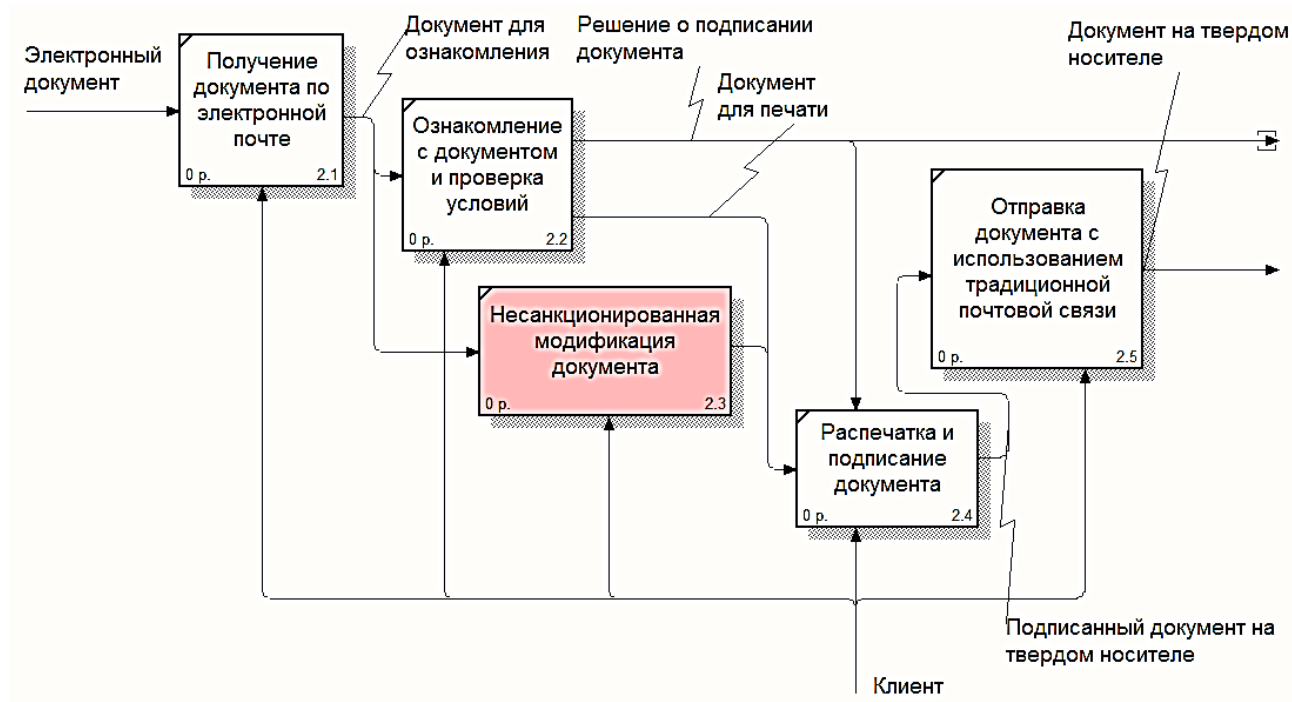 Электронный
документ
Получение
документа по
электронной
почте
0 р. 2.1
Документ для
ознакомления
Решение о подписании
документа
Документ
для печати
Документ на твердом
носителе
Ознакомление
с документом
и проверка
условий
0 р. 2.2
Несанкционированная
модификация
документа
0 р. 2.3
Отправка
документа с
использованием
традиционной
почтовой связи
0 р. 2.5
Распечатка и
подписание
документа
0 р. 2.4
Подписанный документ на
твердом носителе
Клиент